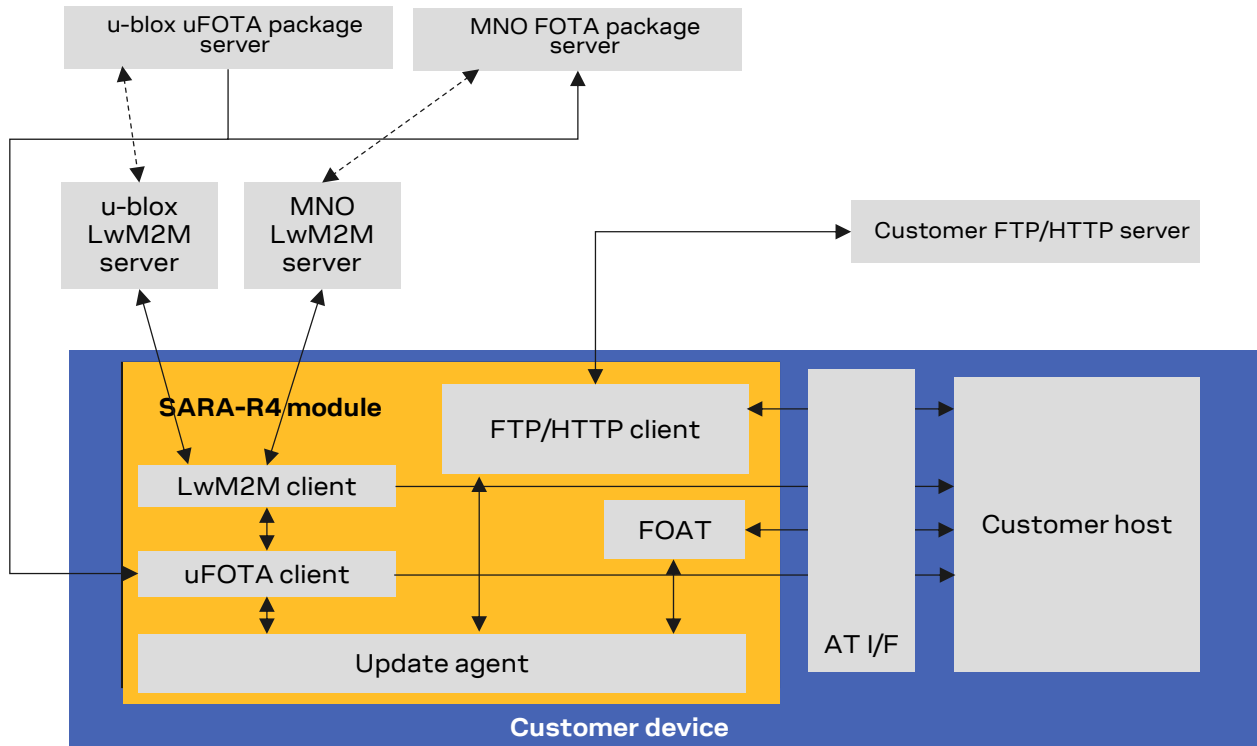 u-blox uFOTA package
server
MNO FOTA package
server
u-blox
LwM2M
server
MNO
LwM2M
server
Customer FTP/HTTP server
SARA-R4 module
FTP/HTTP client
LwM2M client
FOAT
Customer host
uFOTA client
AT I/F
Update agent
Customer device